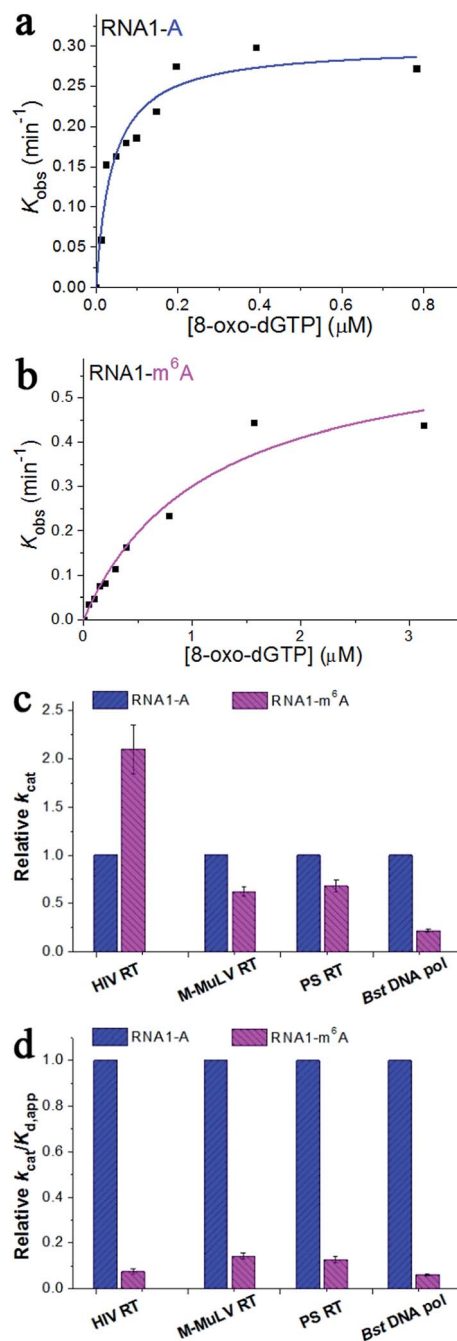 a
RNA1-A
K_obs (min⁻¹)
0.30
0.25
0.20
0.15
0.10
0.05
0.00
0.0 0.2 0.4 0.6 0.8
[8-oxo-dGTP] (μM)
b
RNA1-m⁶A
K_obs (min⁻¹)
0.5
0.4
0.3
0.2
0.1
0.0
0 1 2 3
[8-oxo-dGTP] (μM)
c
RNA1-A RNA1-m⁶A
Relative k_cat
2.5
2.0
1.5
1.0
0.5
0.0
HIV RT M-MuLV RT PS RT Bst DNA pol
d
RNA1-A RNA1-m⁶A
Relative k_cat/K_d,app
1.0
0.8
0.6
0.4
0.2
0.0
HIV RT M-MuLV RT PS RT Bst DNA pol